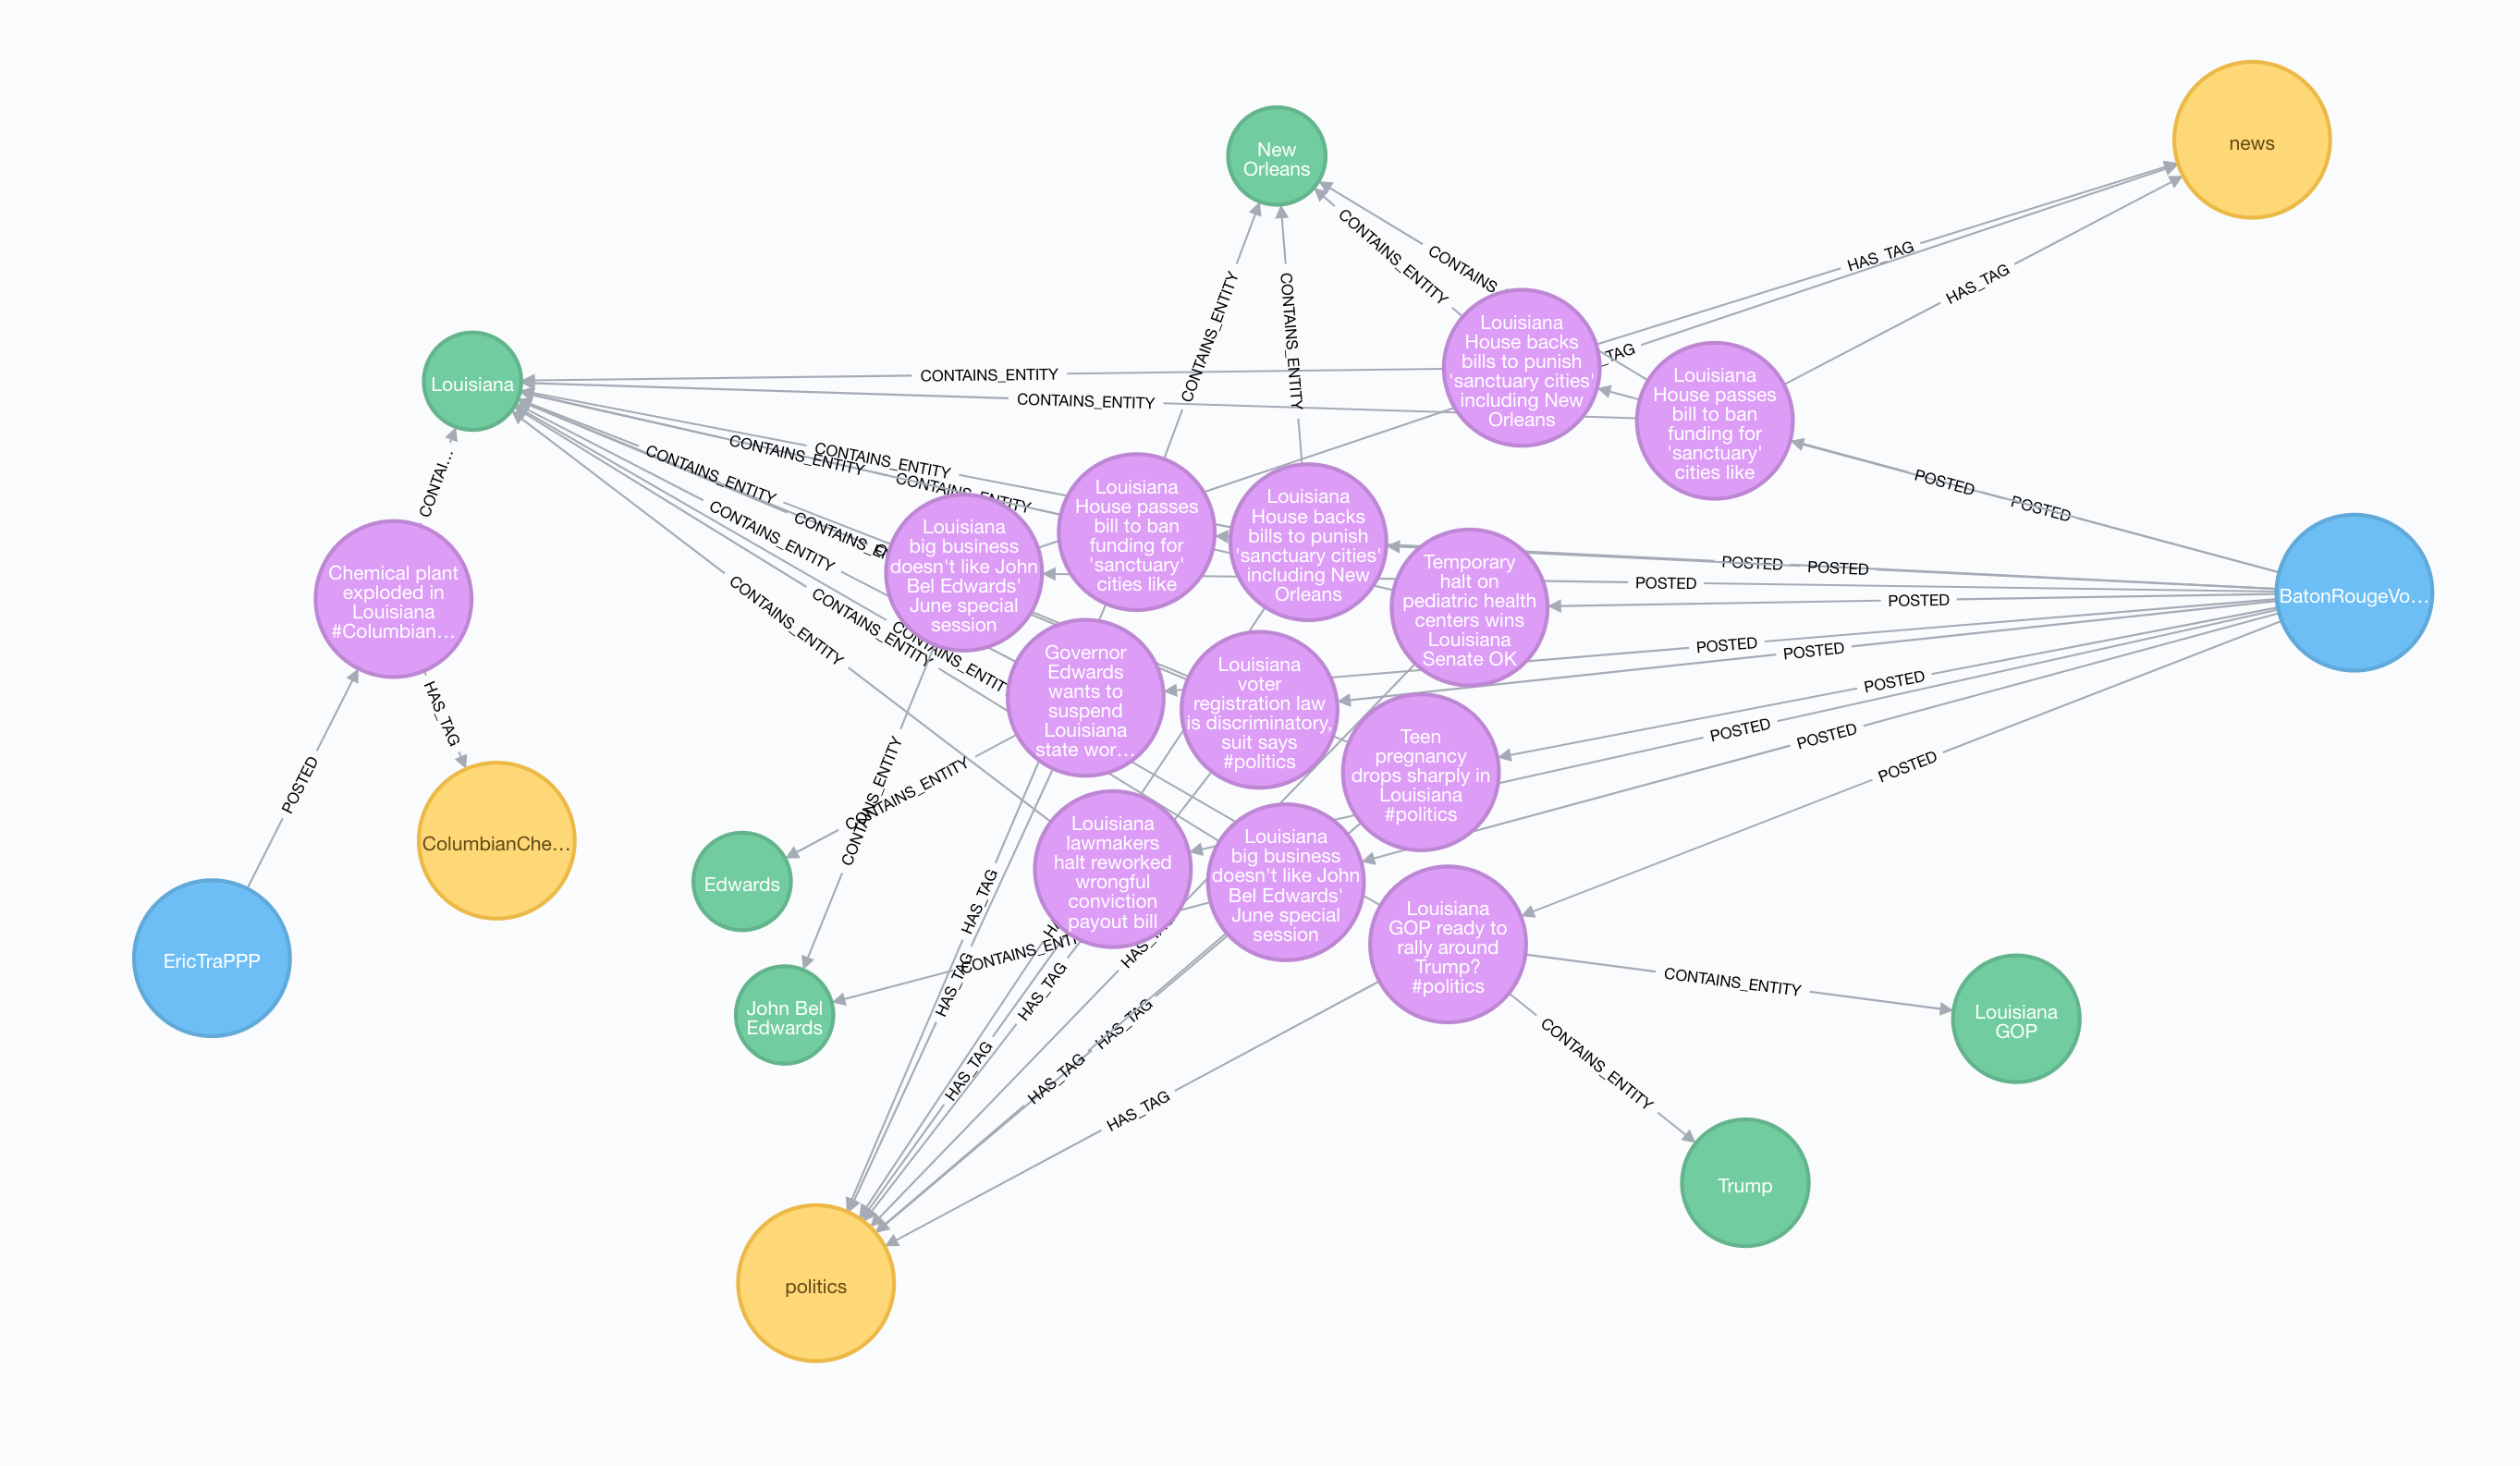 New
Orleans
news
HAS_TAG
HAS_TAG
_TAG
CONTAINS_ENTITY
CONTAINS_
CONTAINS_ENTITY
CONTAINS_ENTITY
Louisiana
House backs
bills to punish
'sanctuary cities'
including New
Orleans
Louisiana
House passes
bill to ban
funding for
'sanctuary'
cities like
Louisiana
CONTAINS_ENTITY
CONTAINS_ENTITY
CONTAINS_ENTITY
CONTAINS_ENTITY
CONTAINS_ENTITY
CONTAINS_ENTITY
CONTAINS_ENTITY
CONTAINS_ENTITY
CONTAINS_ENTITY
CONTAINS_ENTITY
CONTAI...
POSTED
POSTED
Louisiana
House passes
bill to ban
funding for
'sanctuary'
cities like
Louisiana
House backs
bills to punish
'sanctuary cities'
including New
Orleans
Louisiana
big business
doesn't like John
Bel Edwards'
June special
session
Temporary
halt on
pediatric health
centers wins
Louisiana
Senate OK
POSTED
POSTED
POSTED
POSTED
BatonRougeVo...
Chemical plant
exploded in
Louisiana
#Columbian...
HAS_TAG
POSTED
Governor
Edwards
wants to
suspend
Louisiana
state wor...
Louisiana
voter
registration law
is discriminatory,
suit says
#politics
POSTED
POSTED
POSTED
POSTED
POSTED
POSTED
Teen
pregnancy
drops sharply in
Louisiana
#politics
ColumbianChe...
EricTraPPP
CONTAINS_ENTITY
CONTAINS_ENTITY
Edwards
Louisiana
lawmakers
halt reworked
wrongful
conviction
payout bill
Louisiana
big business
doesn't like John
Bel Edwards'
June special
session
Louisiana
GOP ready to
rally around
Trump?
#politics
John Bel
Edwards
CONTAINS_ENTI
CONTAINS_ENTITY
Louisiana
GOP
CONTAINS_ENTITY
Trump
HAS_TAG
HAS_TAG
HAS_TAG
HAS_TAG
HAS_TAG
HAS_TAG
HAS_TAG
politics